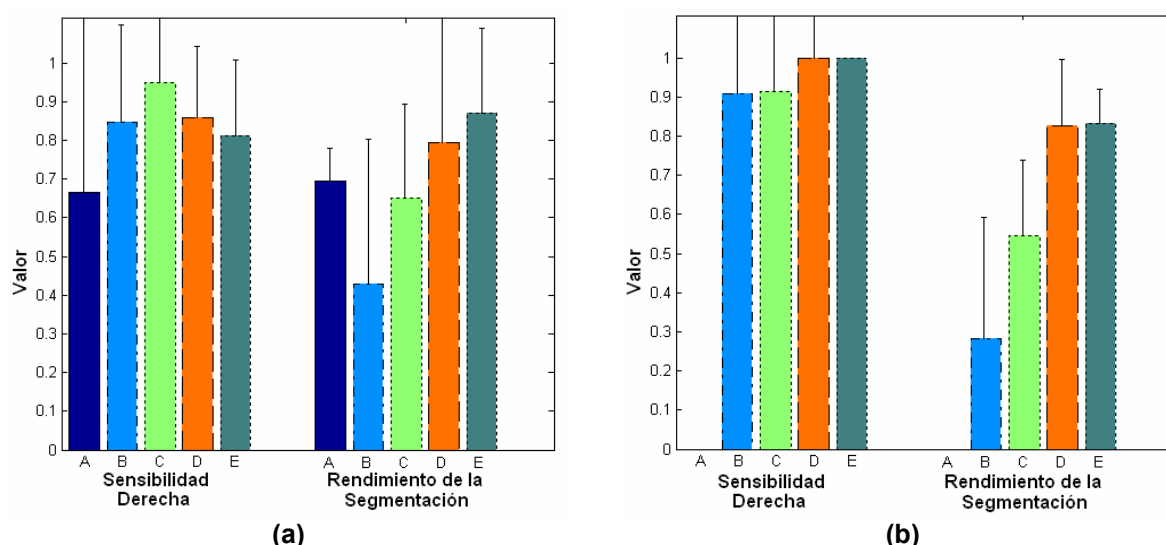 1
0.9
0.8
0.7
0.6
0.5
0.4
0.3
0.2
0.1
0
Valor
A B C D E A B C D E
Sensibilidad Rendimiento de la
Derecha Segmentación
(a)
1
0.9
0.8
0.7
0.6
0.5
0.4
0.3
0.2
0.1
0
Valor
A B C D E A B C D E
Sensibilidad Rendimiento de la
Derecha Segmentación
(b)